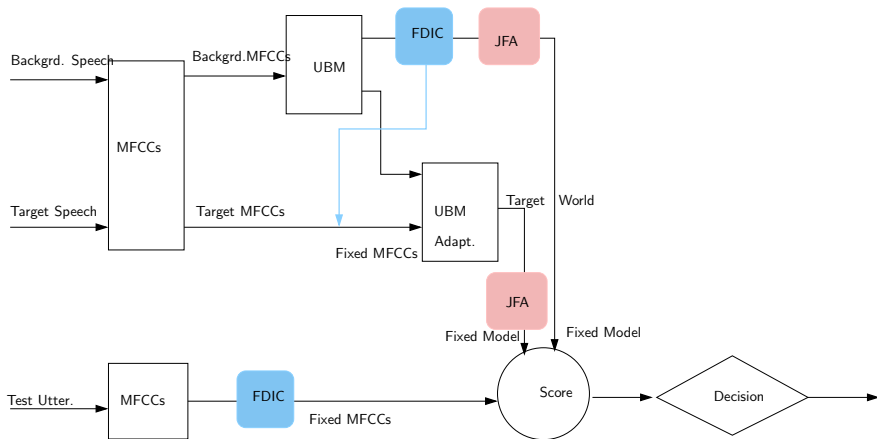 FDIC
JFA
Backgrd. Speech
Backgrd.MFCCs
UBM
MFCCs
Target Speech
Target MFCCs
Fixed MFCCs
UBM
Adapt.
Target
World
JFA
Fixed Model
Fixed Model
Test Utter.
MFCCs
FDIC
Fixed MFCCs
Score
Decision